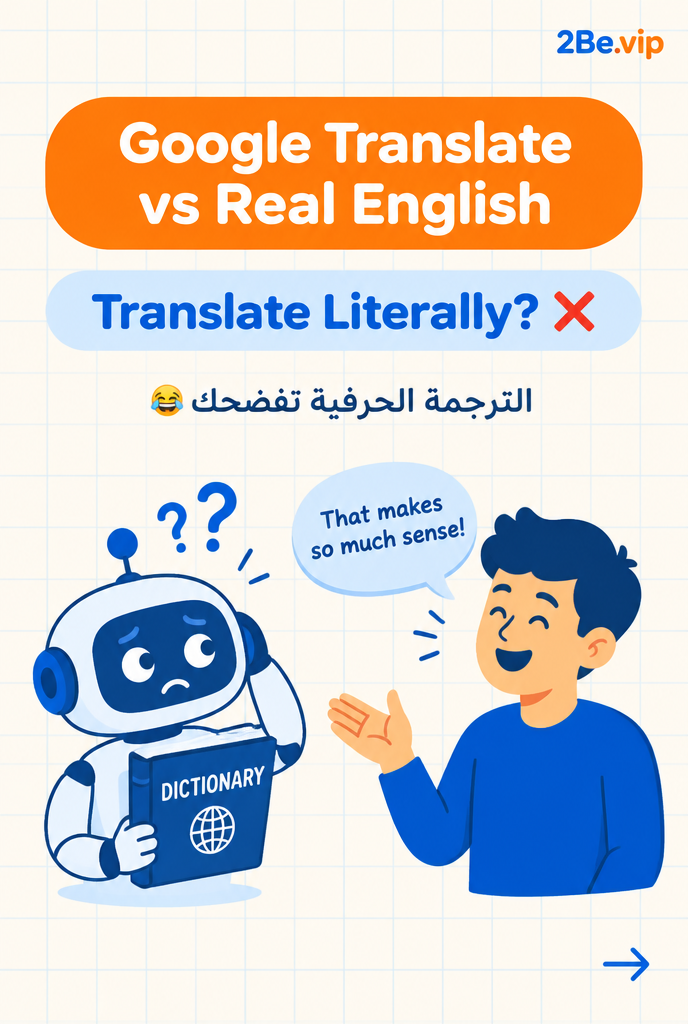 2Be.vip
Google Translate
vs Real English
Translate Literally? ❌
الترجمة الحرفية تفضحك 😂
??
That makes
so much sense!
DICTIONARY
→